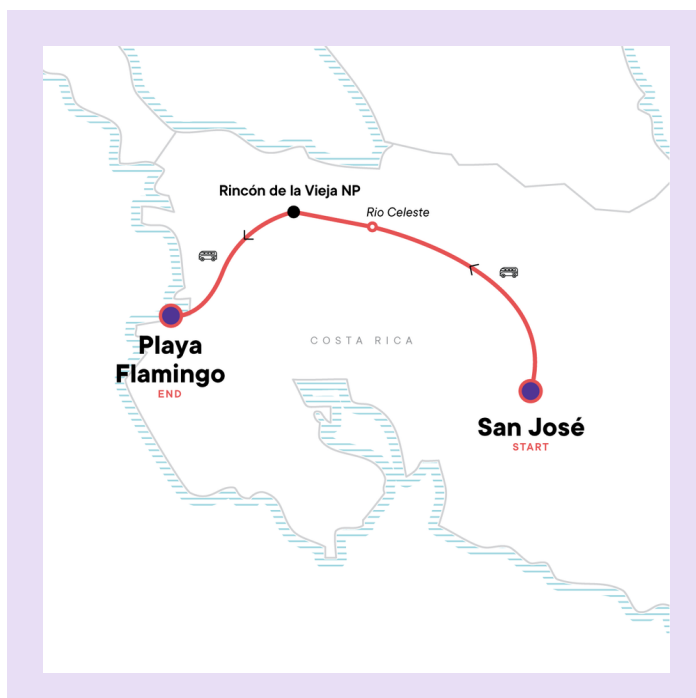 Rincón de la Vieja NP
Rio Celeste
COSTA RICA
Playa
Flamingo
END
San José
START